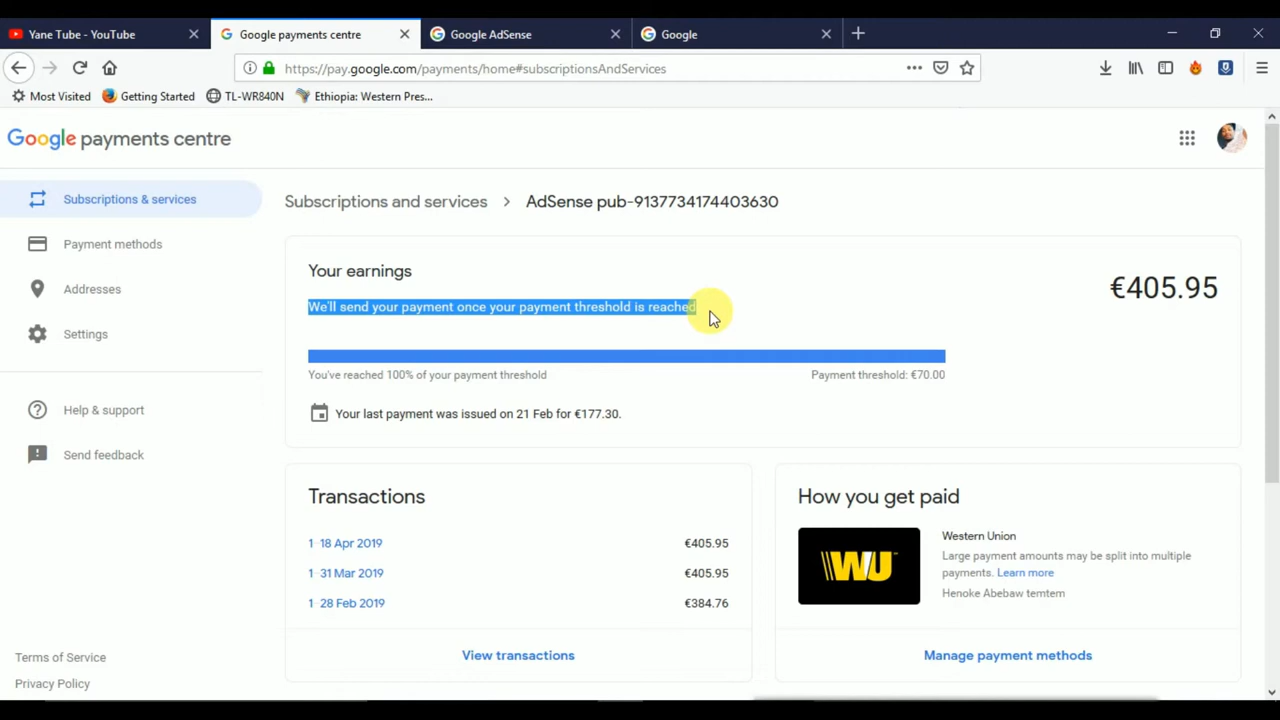 Yane Tube - YouTube
Google payments centre
Google AdSense
Google
https://pay.google.com/payments/home#subscriptionsAndServices
Most Visited
Getting Started
TL-WR840N
Ethiopia: Western Pres...
Google payments centre
Subscriptions & services
Payment methods
Addresses
Settings
Help & support
Send feedback
Terms of Service
Privacy Policy
Subscriptions and services > AdSense pub-9137734174403630
Your earnings
€405.95
We'll send your payment once your payment threshold is reached
You've reached 100% of your payment threshold
Payment threshold: €70.00
Your last payment was issued on 21 Feb for €177.30.
Transactions
1–18 Apr 2019 €405.95
1–31 Mar 2019 €405.95
1–28 Feb 2019 €384.76
View transactions
How you get paid
WU
Western Union
Large payment amounts may be split into multiple
payments. Learn more
Henoke Abebaw temtem
Manage payment methods